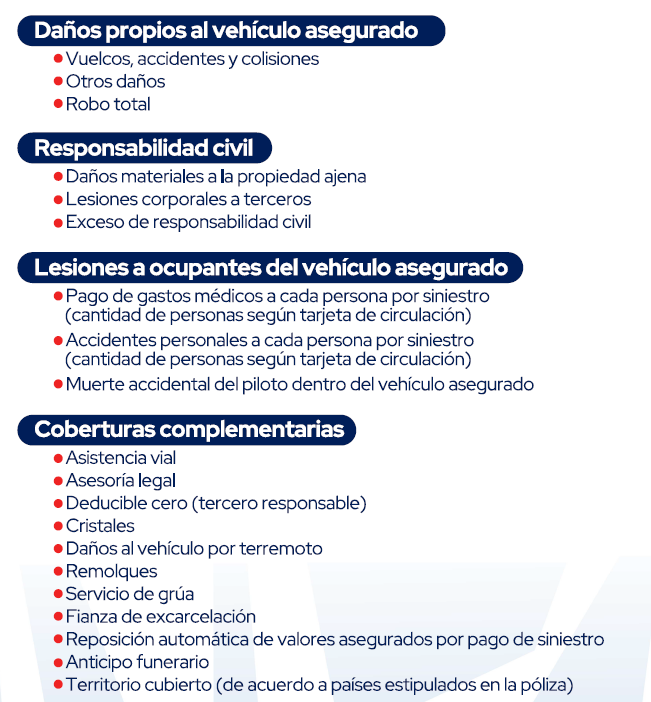 Daños propios al vehículo asegurado
• Vuelcos, accidentes y colisiones
• Otros daños
• Robo total
Responsabilidad civil
• Daños materiales a la propiedad ajena
• Lesiones corporales a terceros
• Exceso de responsabilidad civil
Lesiones a ocupantes del vehículo asegurado
• Pago de gastos médicos a cada persona por siniestro
(cantidad de personas según tarjeta de circulación)
• Accidentes personales a cada persona por siniestro
(cantidad de personas según tarjeta de circulación)
• Muerte accidental del piloto dentro del vehículo asegurado
Coberturas complementarias
• Asistencia vial
• Asesoría legal
• Deducible cero (tercero responsable)
• Cristales
• Daños al vehículo por terremoto
• Remolques
• Servicio de grúa
• Fianza de excarcelación
• Reposición automática de valores asegurados por pago de siniestro
• Anticipo funerario
• Territorio cubierto (de acuerdo a países estipulados en la póliza)